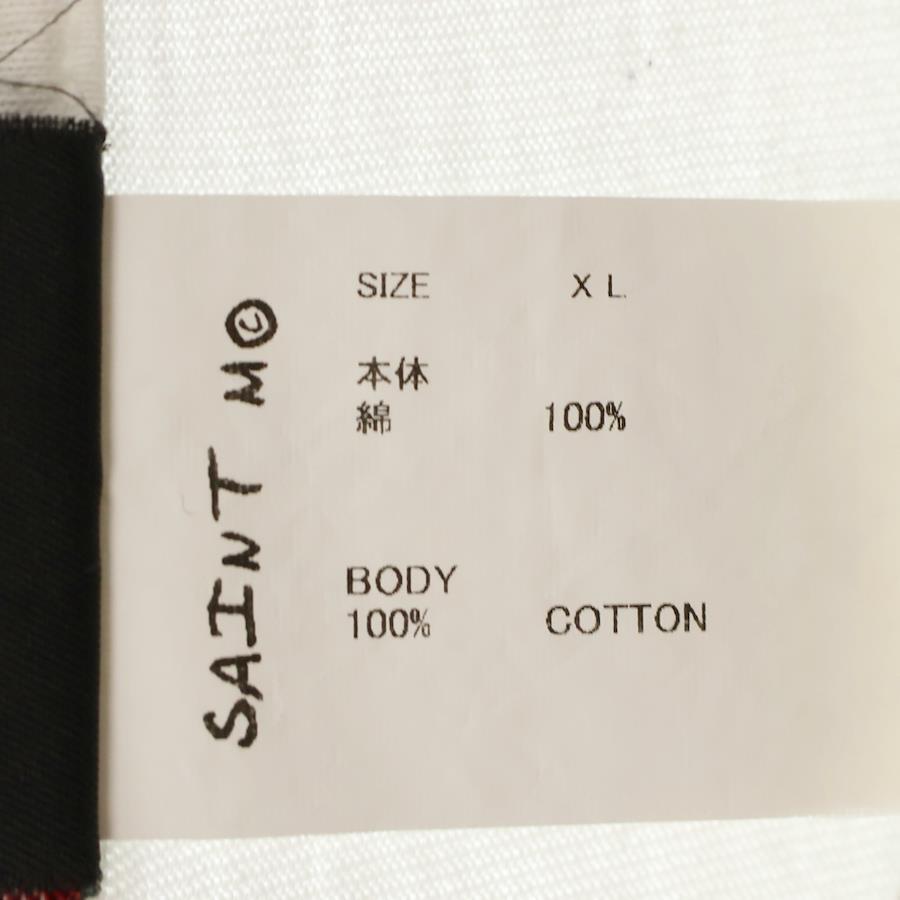 SAINT M©
SIZE XL
本体
綿 100%
BODY
100% COTTON